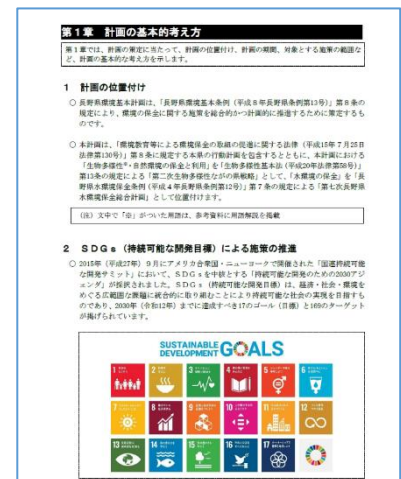 第1章 計画の基本的考え方
第1章では、計画の策定に当たって、計画の位置付け、計画の期間、対象とする施策の範囲な
ど、計画の基本的な考え方を示します。
1 計画の位置付け
○ 長野県環境基本計画は、「長野県環境基本条例(平成8年長野県条例第13号)」第8条の
規定により、環境の保全に関する施策を総合的かつ計画的に推進するために策定するも
のです。
○ 本計画は、「環境教育等による環境保全の取組の促進に関する法律(平成15年7月25日
法律第130号)」第8条に規定する本県の行動計画を包含するとともに、本計画における
「生物多様性※・自然環境の保全と利用」を「生物多様性基本法(平成20年法律第58号)」
第13条の規定による「第二次生物多様性ながの県戦略」として、「水環境の保全」を「長
野県水環境保全条例(平成4年長野県条例第12号)」第7条の規定による「第七次長野県
水環境保全総合計画」として位置付けます。
(注) 文中で「※」がついた用語は、参考資料に用語解説を掲載
2 SDGs(持続可能な開発目標)による施策の推進
○ 2015年(平成27年)9月にアメリカ合衆国・ニューヨークで開催された「国連持続可能
な開発サミット」において、SDGsを中核とする「持続可能な開発のための2030アジ
ェンダ」が採択されました。SDGs(持続可能な開発目標)は、経済・社会・環境を
めぐる広範囲な課題に統合的に取り組むことにより持続可能な社会の実現を目指すも
のであり、2030年(令和12年)までに達成すべき17のゴール(目標)と169のターゲット
が掲げられています。
SUSTAINABLE
DEVELOPMENT GOALS
1 2 3 4 5 6
7 8 9 10 11 12
13 14 15 16 17